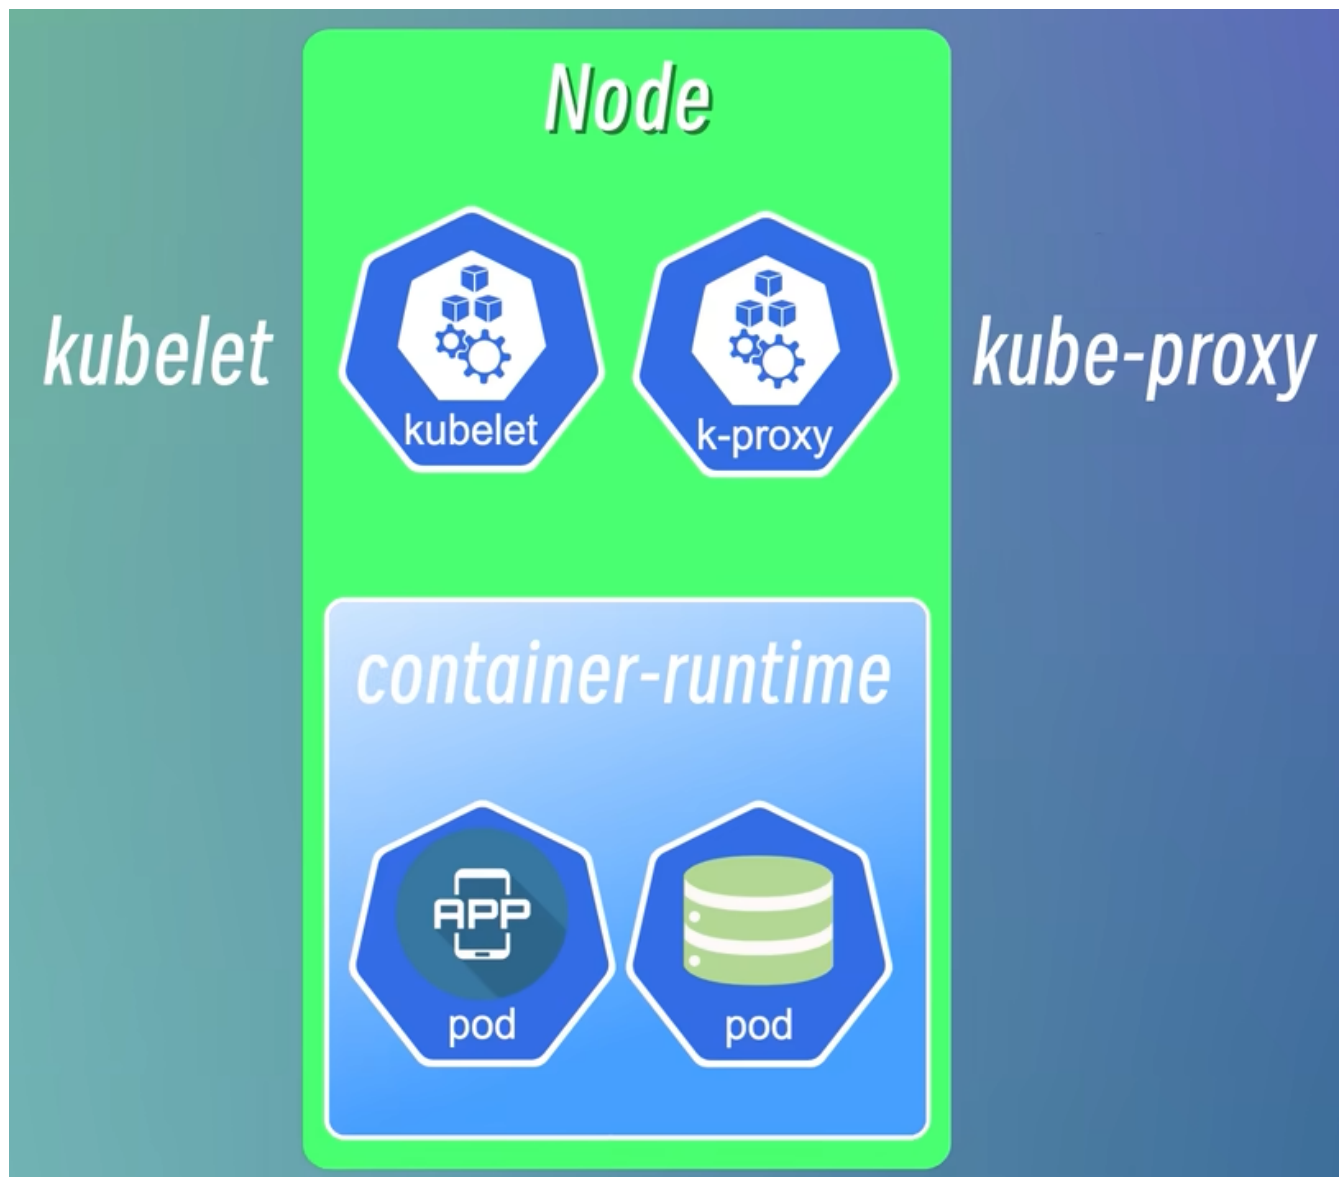 Node
kubelet
kubelet
k-proxy
kube-proxy
container-runtime
APP
pod
pod